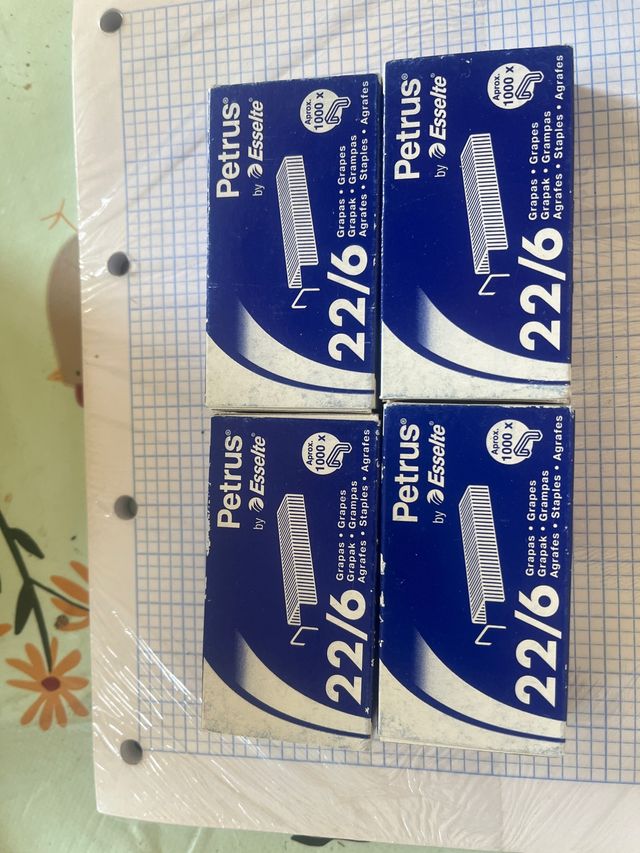 Petrus®
by Esselte®
Aprox.
1000 x
22/6
Grapas • Grapes
Grapak • Grampas
Agrafes • Staples • Agrafes
Petrus®
by Esselte®
Aprox.
1000 x
22/6
Grapas • Grapes
Grapak • Grampas
Agrafes • Staples • Agrafes
Petrus®
by Esselte®
Aprox.
1000 x
22/6
Grapas • Grapes
Grapak • Grampas
Agrafes • Staples • Agrafes
Petrus®
by Esselte®
Aprox.
1000 x
22/6
Grapas • Grapes
Grapak • Grampas
Agrafes • Staples • Agrafes